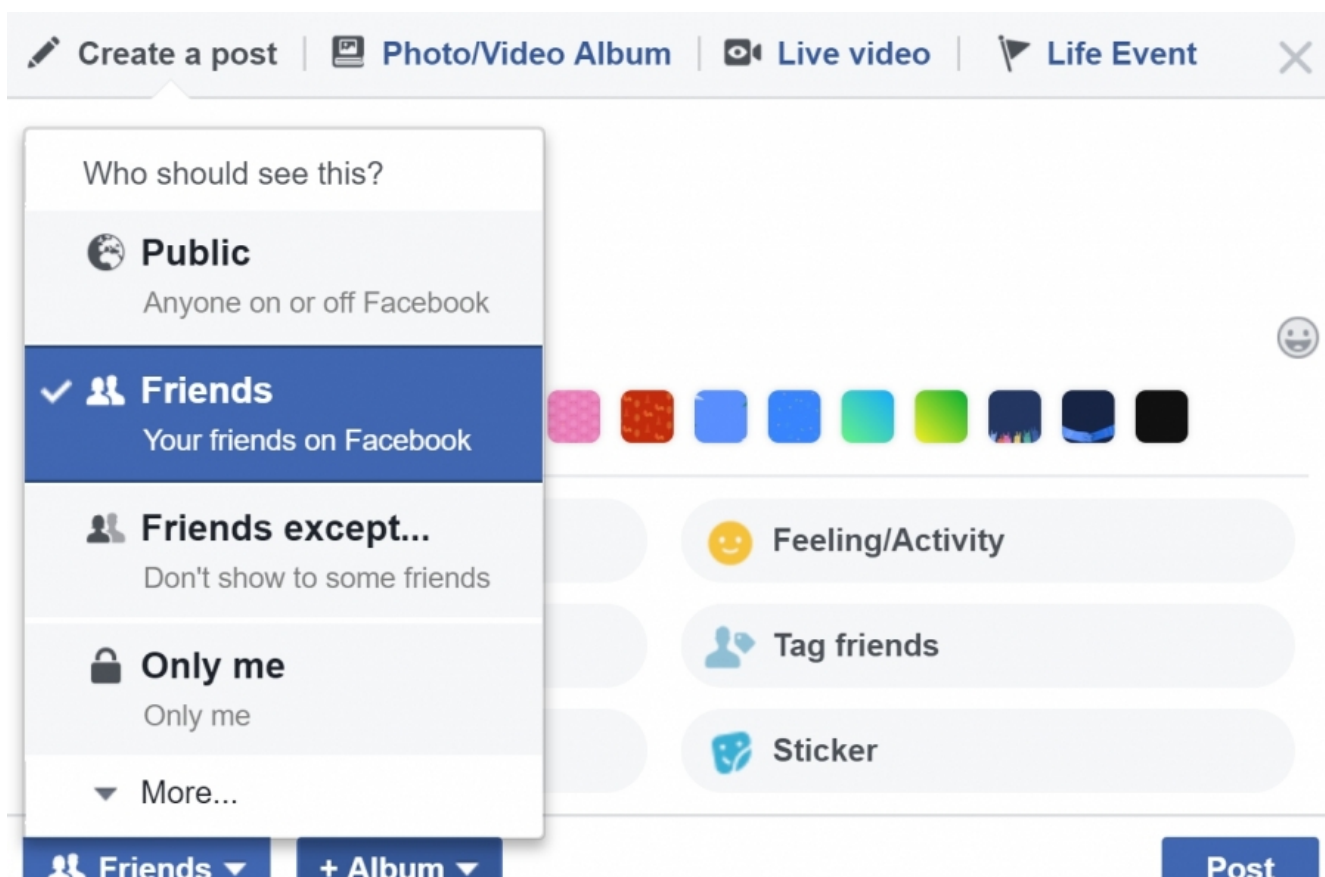 Create a post
Photo/Video Album
Live video
Life Event
Who should see this?
Public
Anyone on or off Facebook
Friends
Your friends on Facebook
Friends except...
Don't show to some friends
Only me
Only me
More...
Feeling/Activity
Tag friends
Sticker
Friends
+ Album
Post